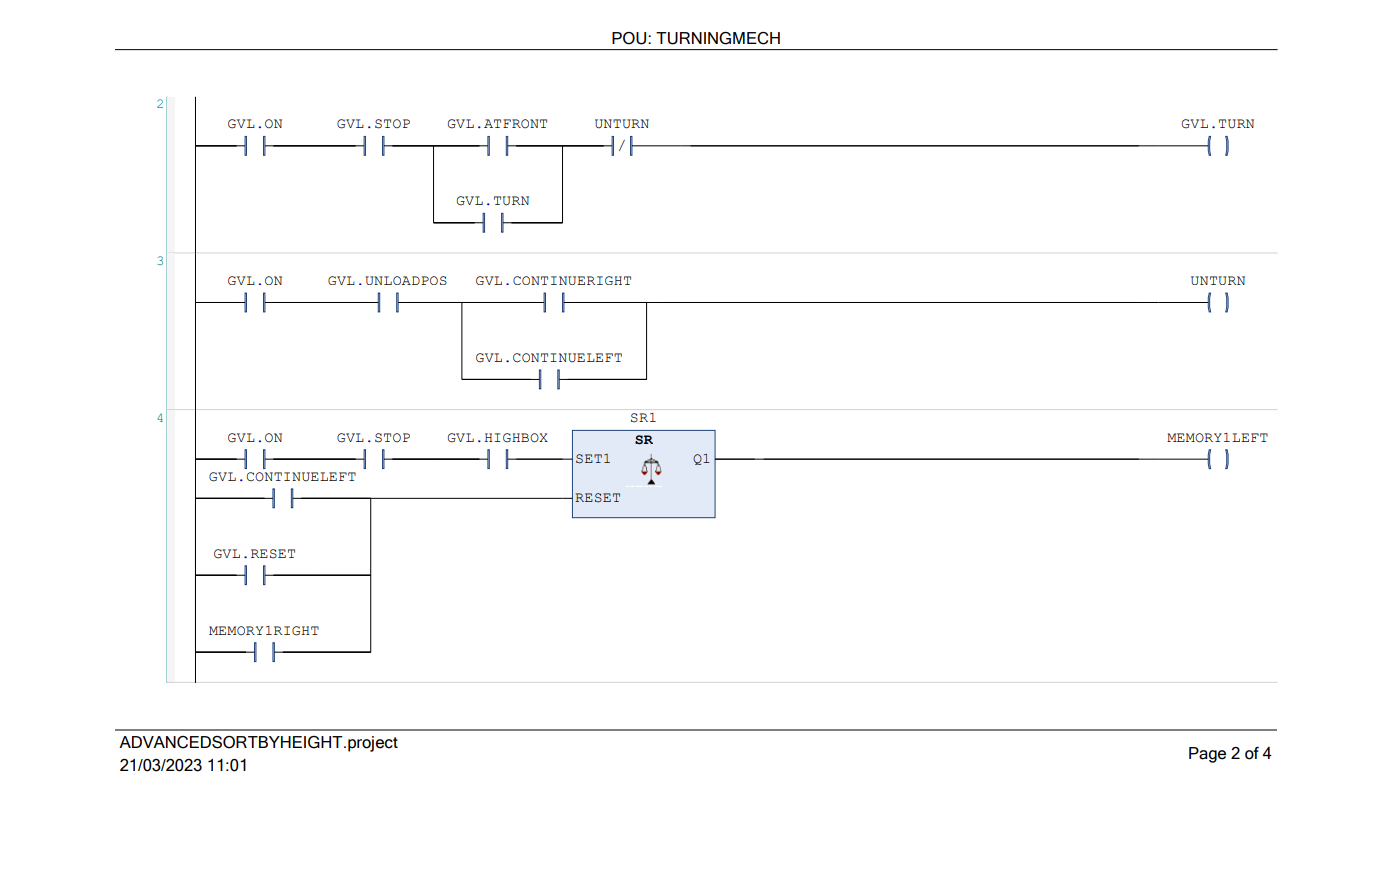 POU: TURNINGMECH
2
GVL.ON GVL.STOP GVL.ATFRONT UNTURN GVL.TURN
/
GVL.TURN
3
GVL.ON GVL.UNLOADPOS GVL.CONTINUERIGHT UNTURN
GVL.CONTINUELEFT
4
SR1
GVL.ON GVL.STOP GVL.HIGHBOX SR MEMORY1LEFT
SET1 Q1
GVL.CONTINUELEFT
RESET
GVL.RESET
MEMORY1RIGHT
ADVANCEDSORTBYHEIGHT.project
21/03/2023 11:01
Page 2 of 4